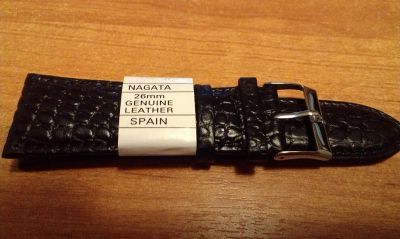 NAGATA
26mm
GENUINE
LEATHER
SPAIN